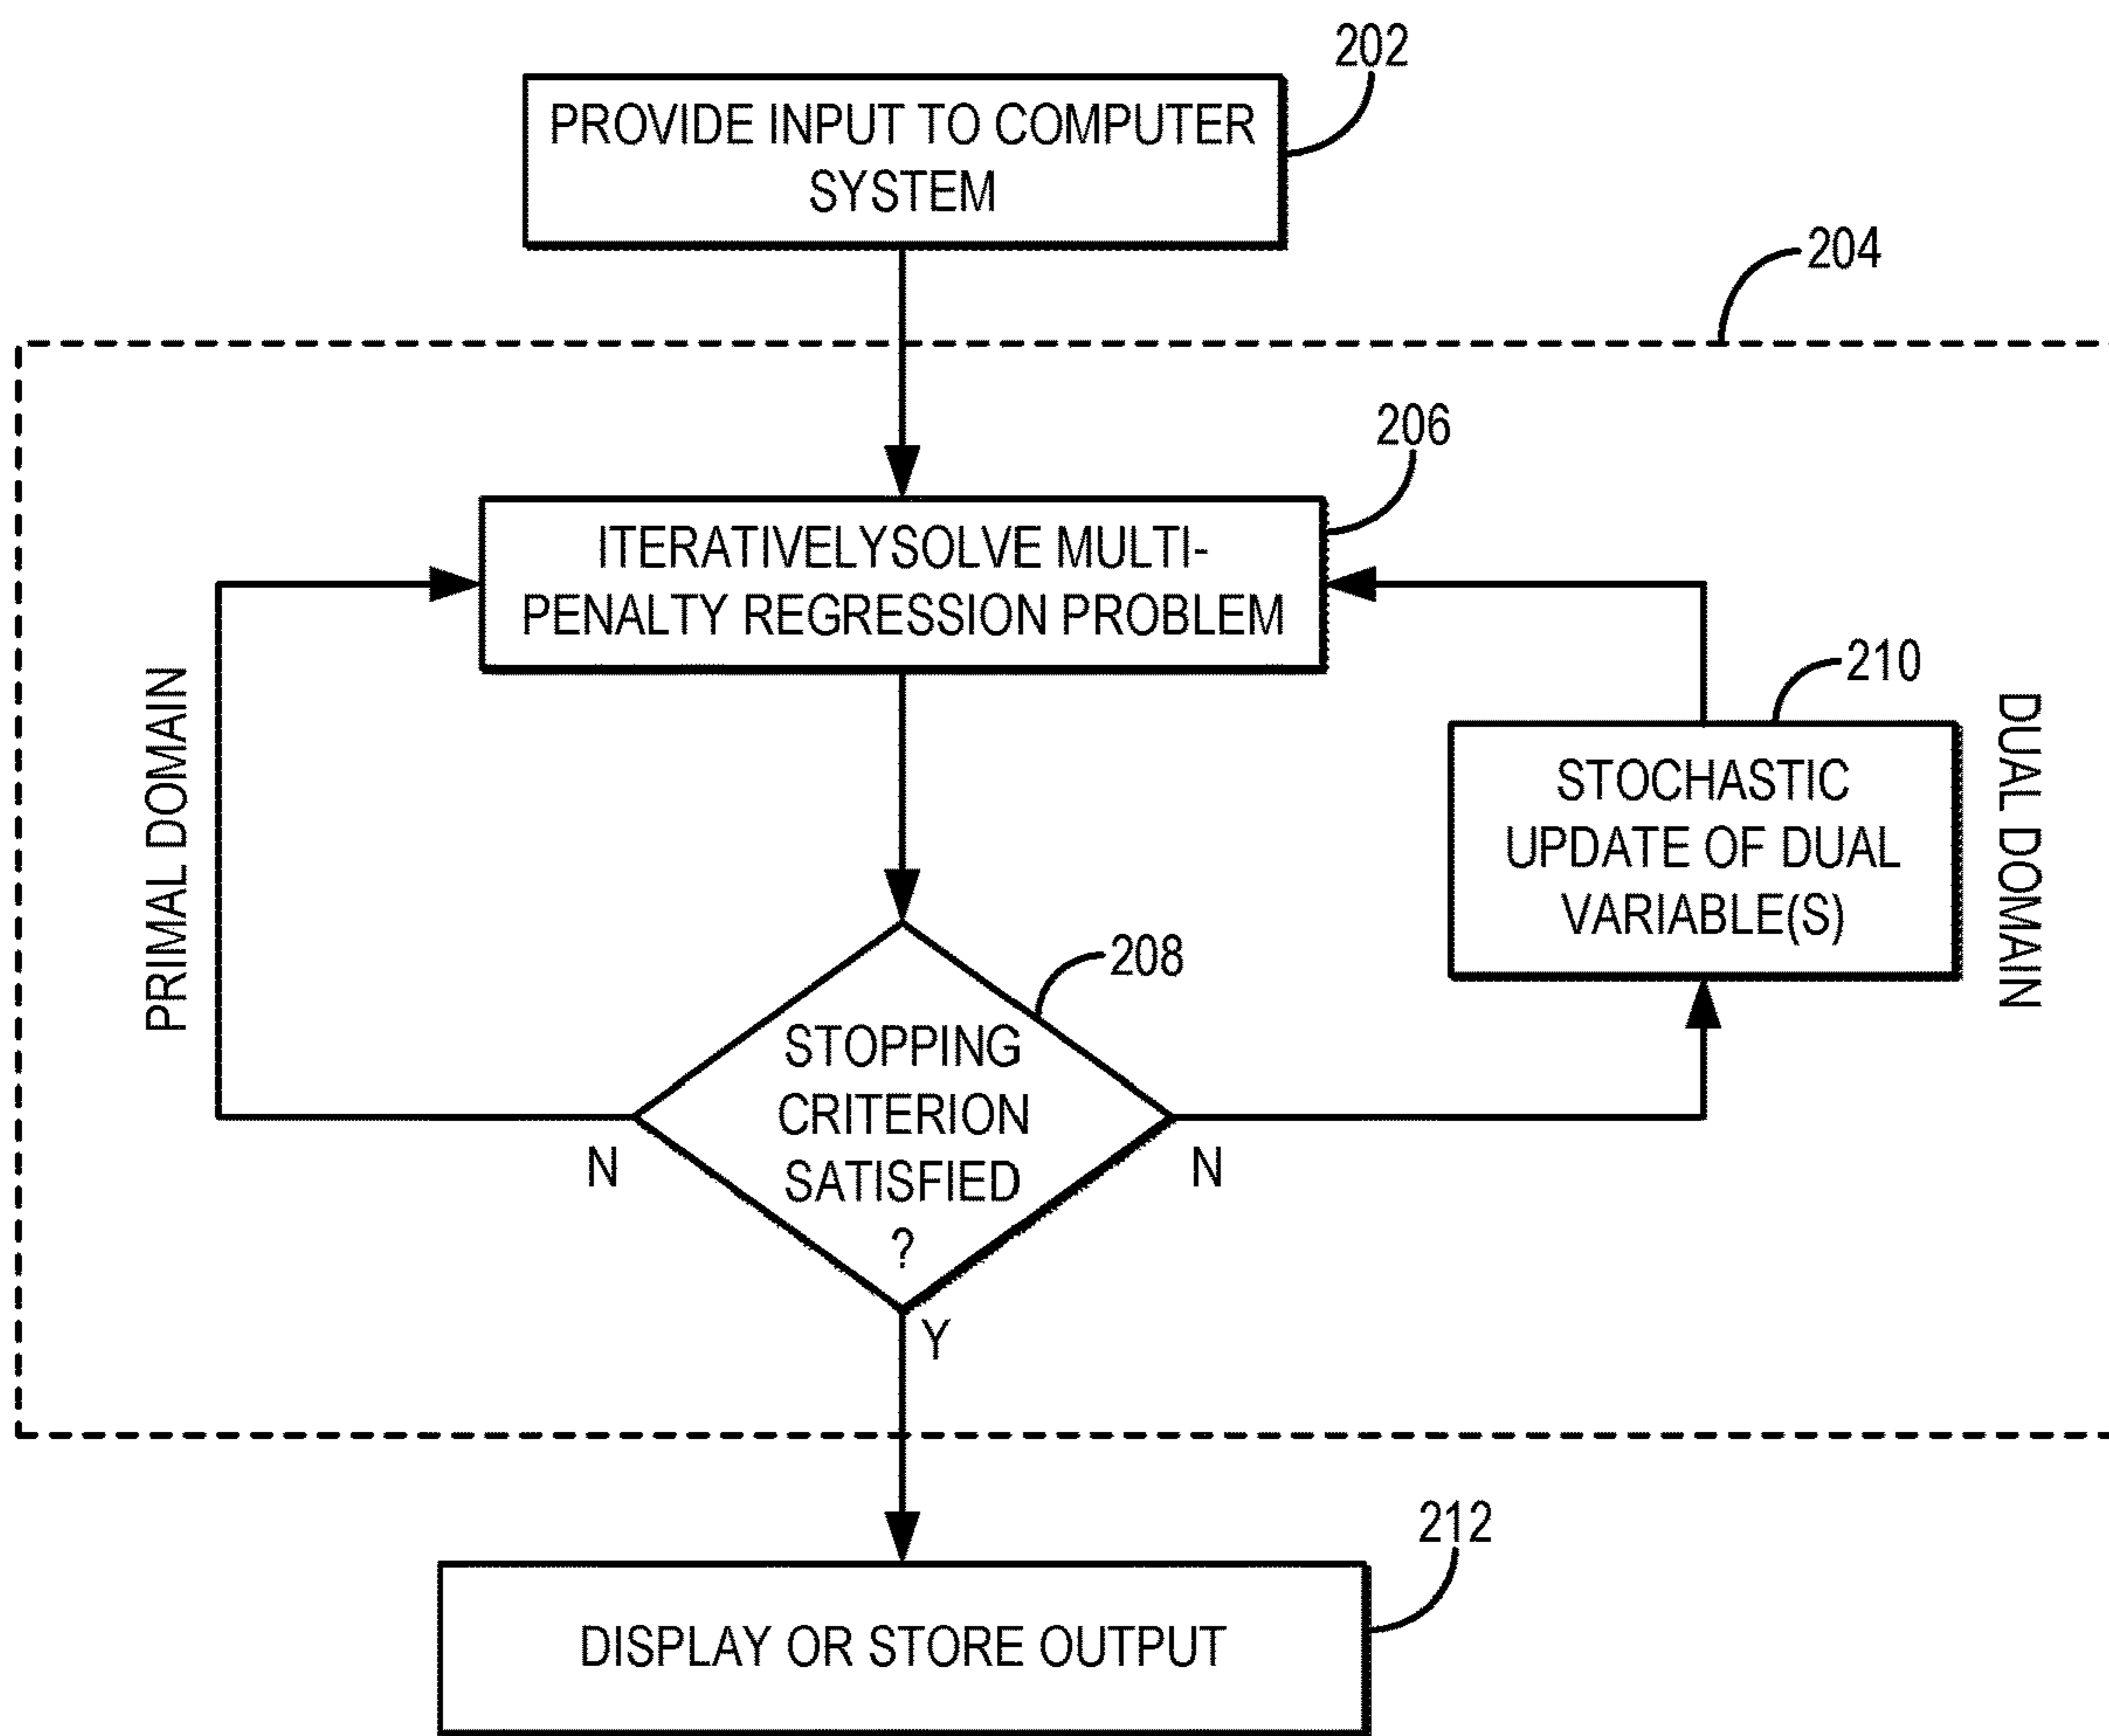 202
PROVIDE INPUT TO COMPUTER
SYSTEM
204
206
ITERATIVELYSOLVE MULTI-
PENALTY REGRESSION PROBLEM
PRIMAL DOMAIN
210
STOCHASTIC
UPDATE OF DUAL
VARIABLE(S)
DUAL DOMAIN
208
STOPPING
CRITERION
SATISFIED
?
N
N
Y
212
DISPLAY OR STORE OUTPUT